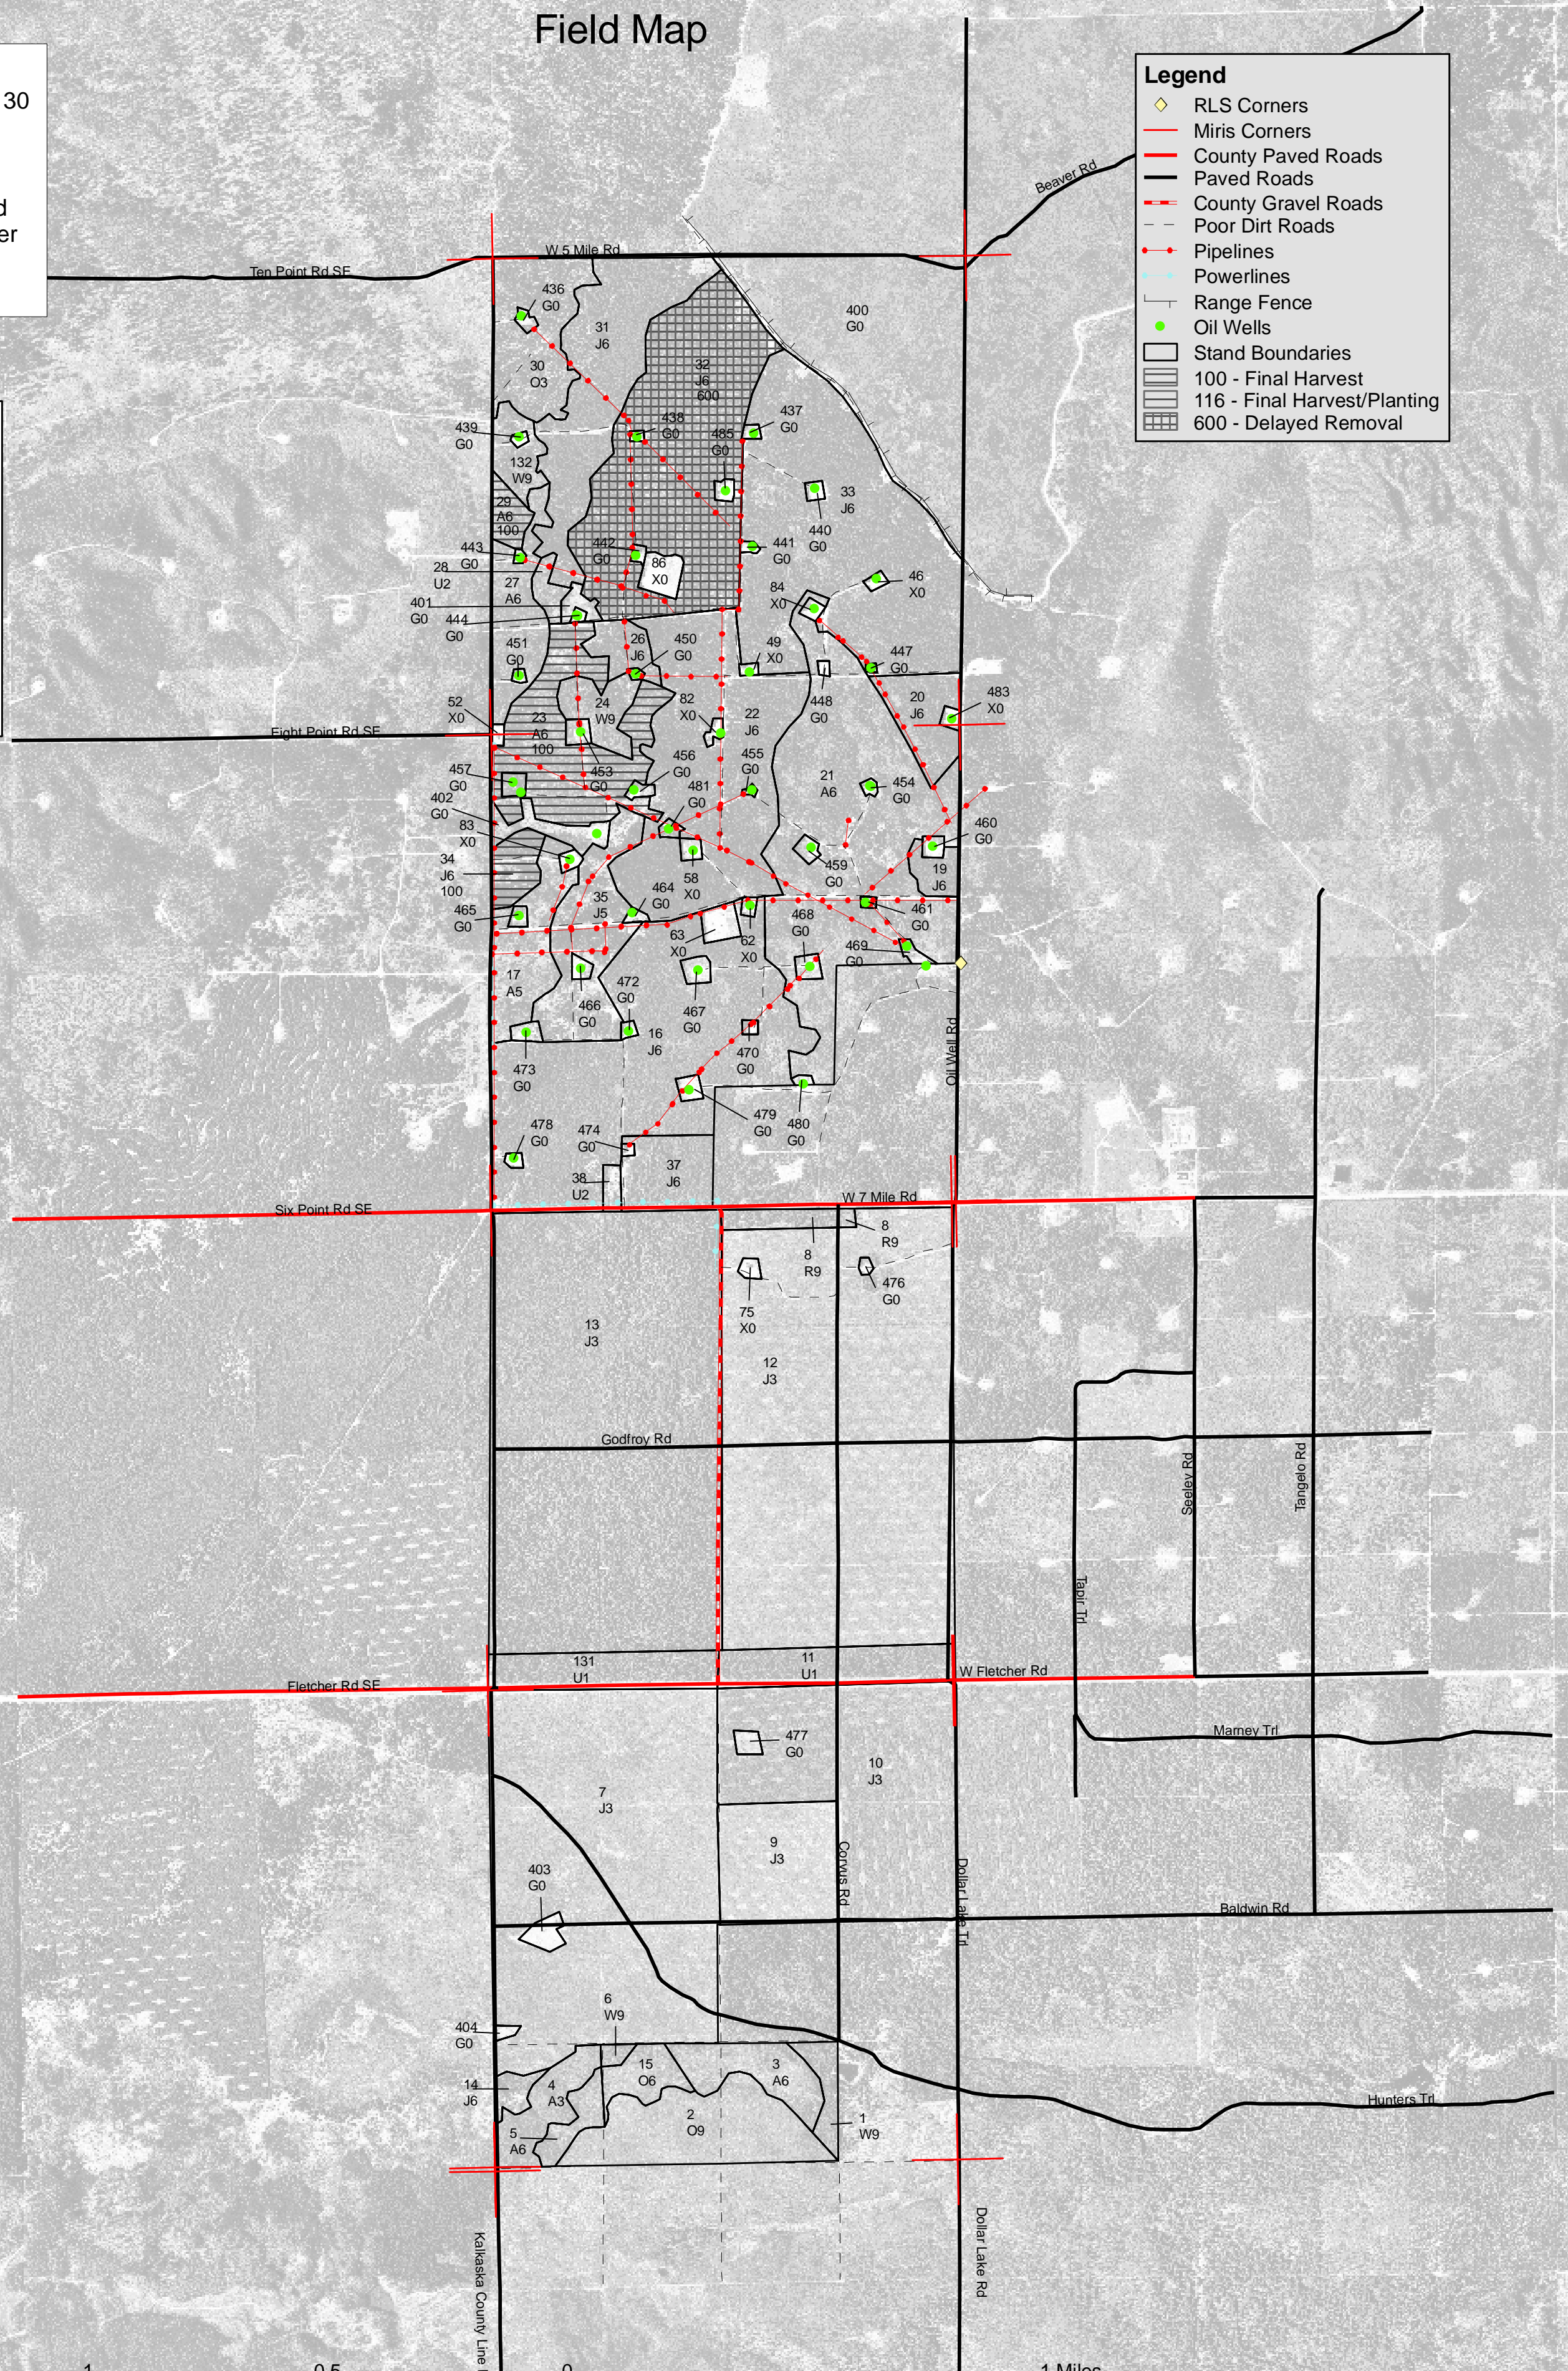 Field Map
30
d
er
Legend
RLS Corners
Miris Corners
County Paved Roads
Paved Roads
County Gravel Roads
Poor Dirt Roads
Pipelines
Powerlines
Range Fence
Oil Wells
Stand Boundaries
100 - Final Harvest
116 - Final Harvest/Planting
600 - Delayed Removal
Beaver Rd
W 5 Mile Rd
Ten Point Rd SE
436
G0
31
J6
400
G0
30
O3
32
J6
600
438
G0
437
G0
439
G0
485
G0
132
W9
33
J6
29
A6
100
440
G0
443
G0
442
G0
441
G0
86
X0
28
U2
27
A6
46
X0
84
X0
401
G0
444
G0
451
G0
26
J6
450
G0
49
X0
447
G0
448
G0
20
J6
483
X0
52
X0
23
A6
100
24
W9
82
X0
22
J6
Eight Point Rd SE
457
G0
453
G0
456
G0
455
G0
21
A6
454
G0
402
G0
481
G0
83
X0
460
G0
34
J6
100
58
X0
459
G0
19
J6
35
J5
464
G0
465
G0
63
X0
62
X0
468
G0
461
G0
469
G0
17
A5
466
G0
472
G0
467
G0
16
J6
470
G0
473
G0
Oil Well Rd
479
G0
480
G0
478
G0
474
G0
37
J6
38
U2
W 7 Mile Rd
Six Point Rd SE
8
R9
8
R9
476
G0
75
X0
13
J3
12
J3
Godfroy Rd
Seeley Rd
Tangelo Rd
Tapir Trl
131
U1
11
U1
W Fletcher Rd
Fletcher Rd SE
Marney Trl
477
G0
10
J3
7
J3
9
J3
Corvus Rd
Dollar Lake Trl
403
G0
Baldwin Rd
6
W9
404
G0
15
O6
3
A6
14
J6
4
A3
2
O9
1
W9
5
A6
Hunters Trl
Kalkaska County Line
Dollar Lake Rd
1
0.5
0
1 Miles